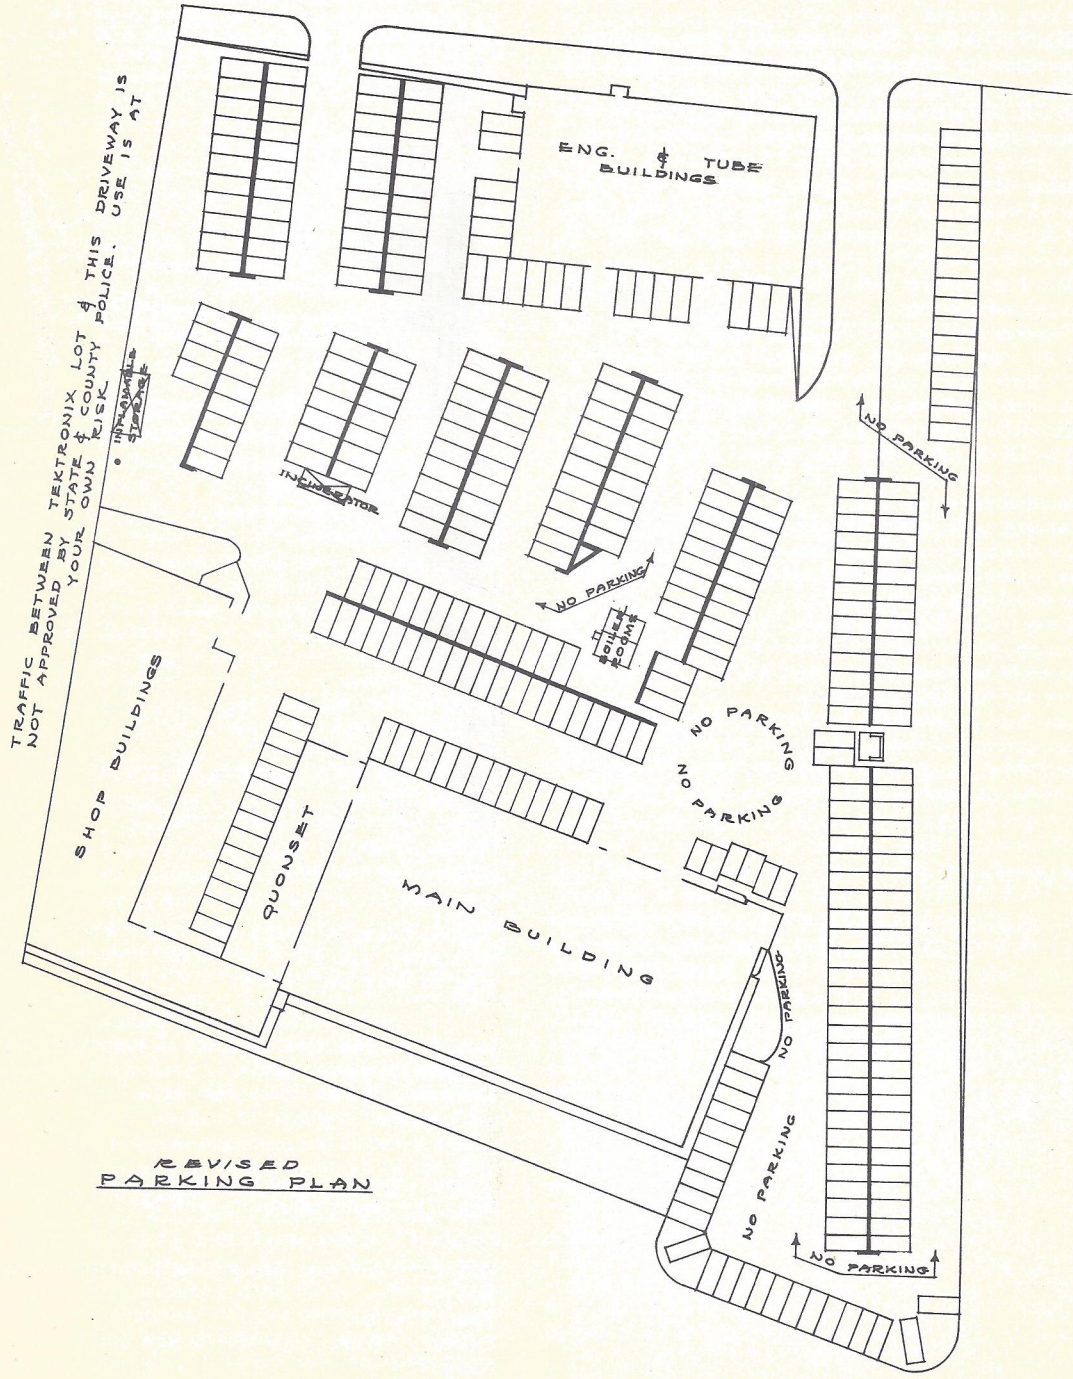 TRAFFIC BETWEEN TEKTRONIX LOT & THIS DRIVEWAY IS
NOT APPROVED BY STATE & COUNTY POLICE. USE IS AT
YOUR OWN RISK
ENG. & TUBE
BUILDINGS
• INFLAMABLE
STORAGE
NO PARKING
INCINERATOR
NO PARKING
BOILER
ROOMS
SHOP BUILDINGS
NO PARKING
NO PARKING
QUONSET
MAIN BUILDING
NO PARKING
NO PARKING
NO PARKING
REVISED
PARKING PLAN